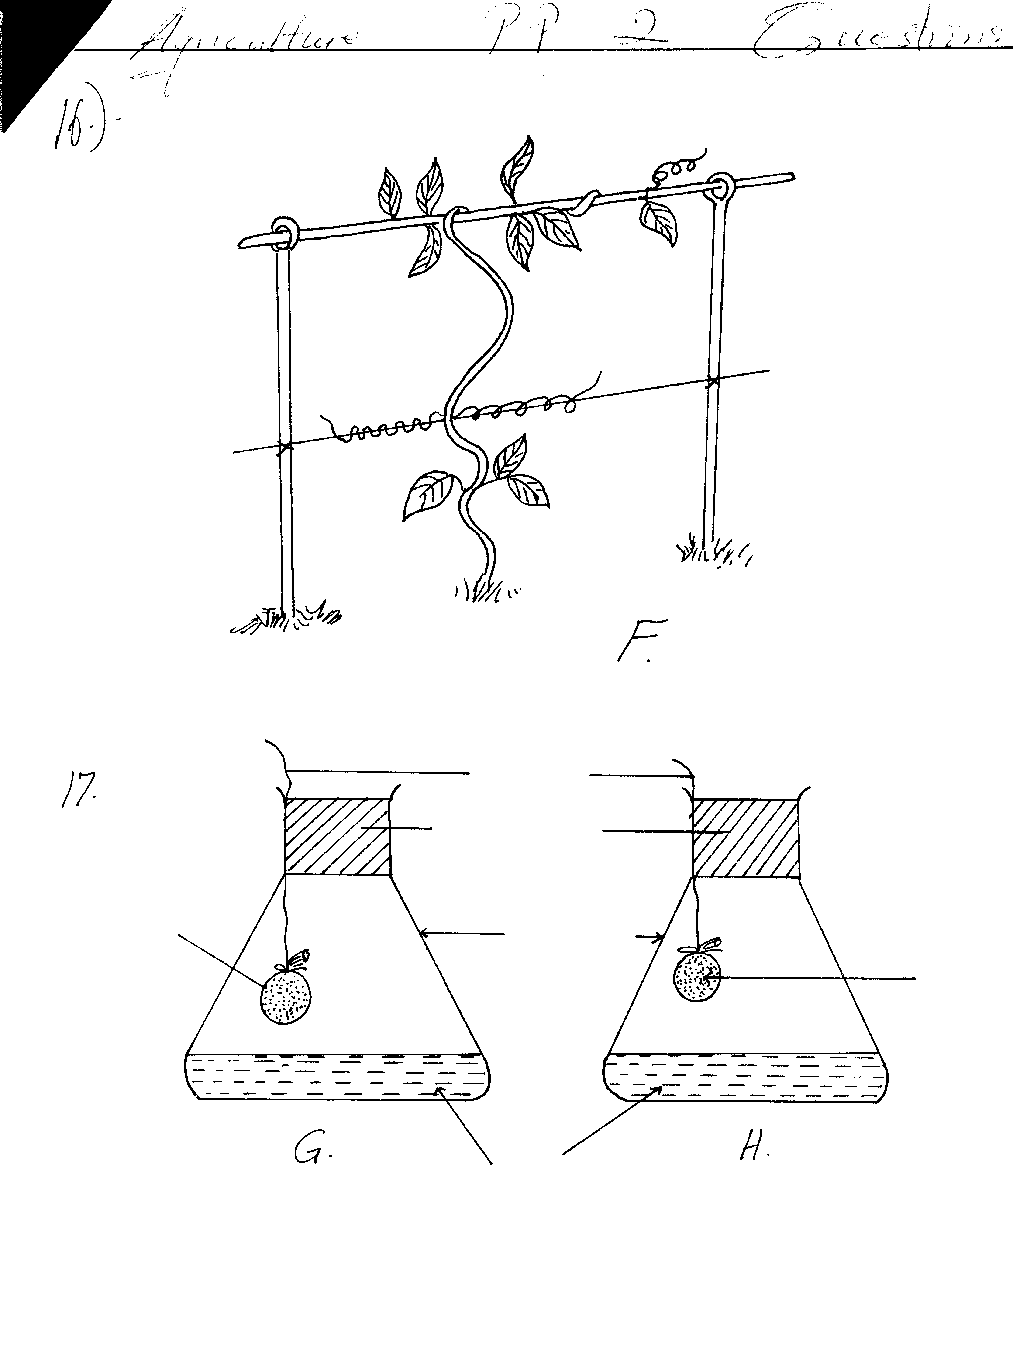 Agriculture PP 2 Questions
16.)
F.
17.
G.
H.